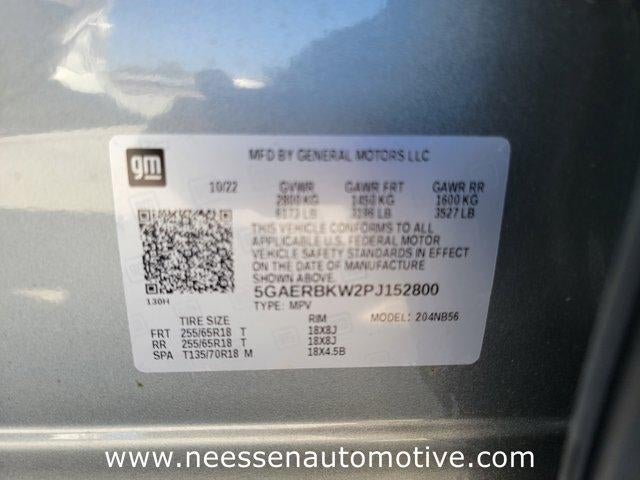 gm
MFD BY GENERAL MOTORS LLC
10/22 GVWR GAWR FRT GAWR RR
2800 KG 1450 KG 1600 KG
6173 LB 3196 LB 3527 LB
THIS VEHICLE CONFORMS TO ALL
APPLICABLE U.S. FEDERAL MOTOR
VEHICLE SAFETY STANDARDS IN EFFECT
ON THE DATE OF MANUFACTURE
SHOWN ABOVE.
5GAERBKW2PJ152800
130H
TYPE: MPV
TIRE SIZE RIM MODEL: 204NB56
FRT 255/65R18 T 18X8J
RR 255/65R18 T 18X8J
SPA T135/70R18 M 18X4.5B
www.neessenautomotive.com